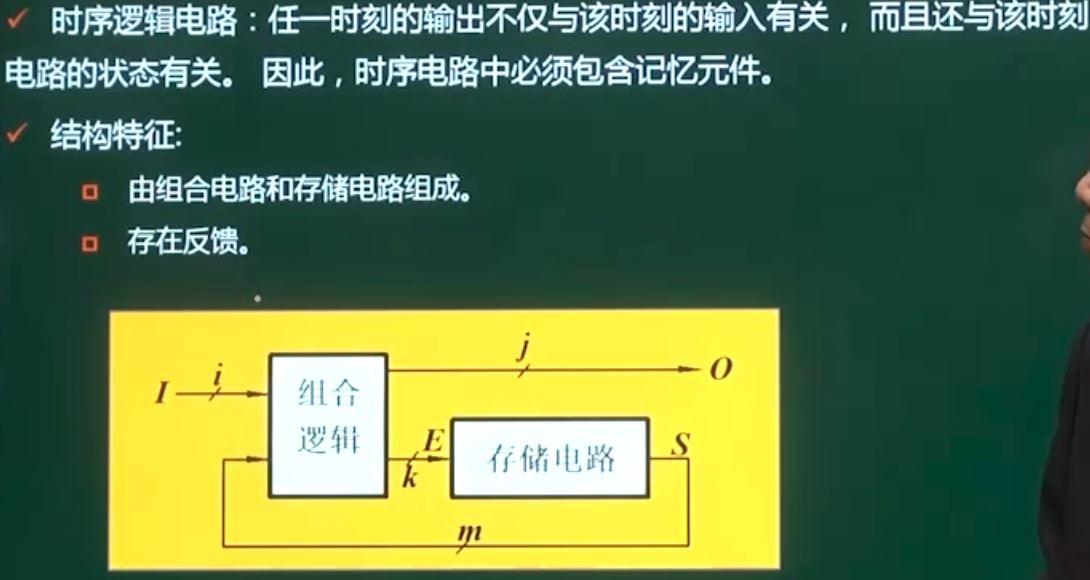 ✓ 时序逻辑电路：任一时刻的输出不仅与该时刻的输入有关， 而且还与该时刻
电路的状态有关。 因此，时序电路中必须包含记忆元件。
✓ 结构特征:
由组合电路和存储电路组成。
存在反馈。
j
I i 组合 O
逻辑 E 存储电路 S
k
m